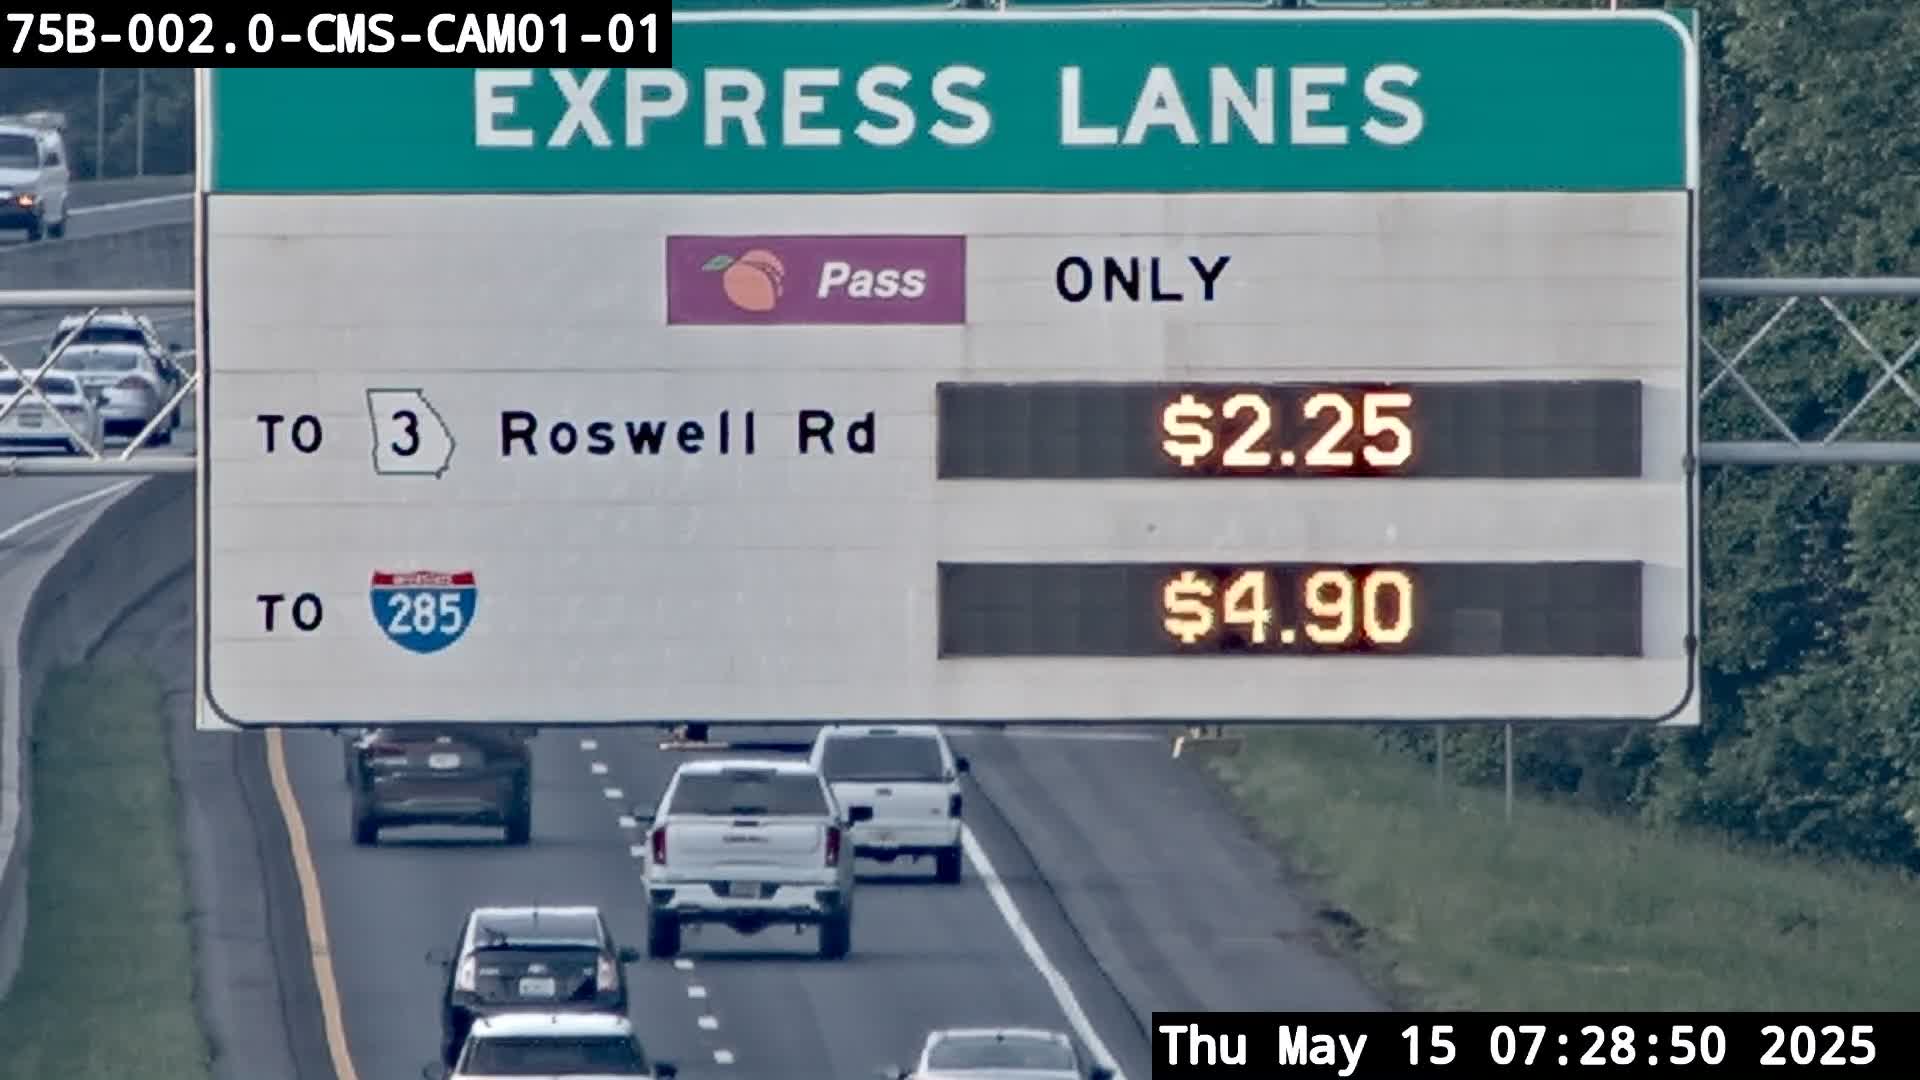 75B-002.0-CMS-CAM01-01
EXPRESS LANES
Pass ONLY
TO 3 Roswell Rd $2.25
TO INTERSTATE 285 $4.90
Thu May 15 07:28:50 2025